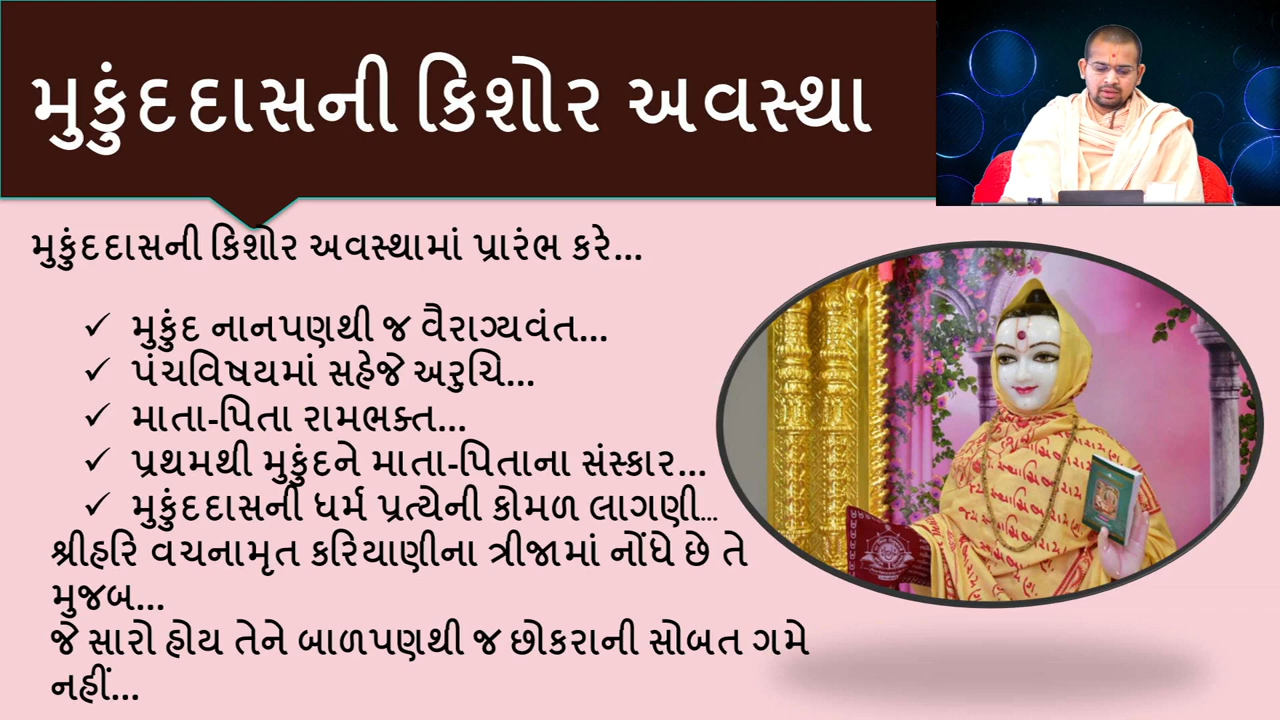 મુકુંદદાસની કિશોર અવસ્થા
મુકુંદદાસની કિશોર અવસ્થામાં પ્રારંભ કરે...
✓ મુકુંદ નાનપણથી જ વૈરાગ્યવંત...
✓ પંચવિષયમાં સહેજે અરુચિ...
✓ માતા-પિતા રામભક્ત...
✓ પ્રથમથી મુકુંદને માતા-પિતાના સંસ્કાર...
✓ મુકુંદદાસની ધર્મ પ્રત્યેની કોમળ લાગણી...
શ્રીહરિ વચનામૃત કરિયાણીના ત્રીજામાં નોંધે છે તે
મુજબ...
જે સારો હોય તેને બાળપણથી જ છોકરાની સોબત ગમે
નહીં...